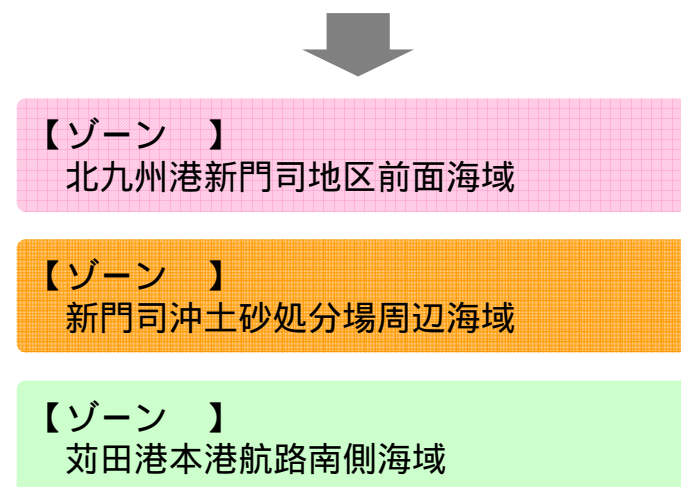 【ゾーン　】
北九州港新門司地区前面海域
【ゾーン　】
新門司沖土砂処分場周辺海域
【ゾーン　】
苅田港本港航路南側海域